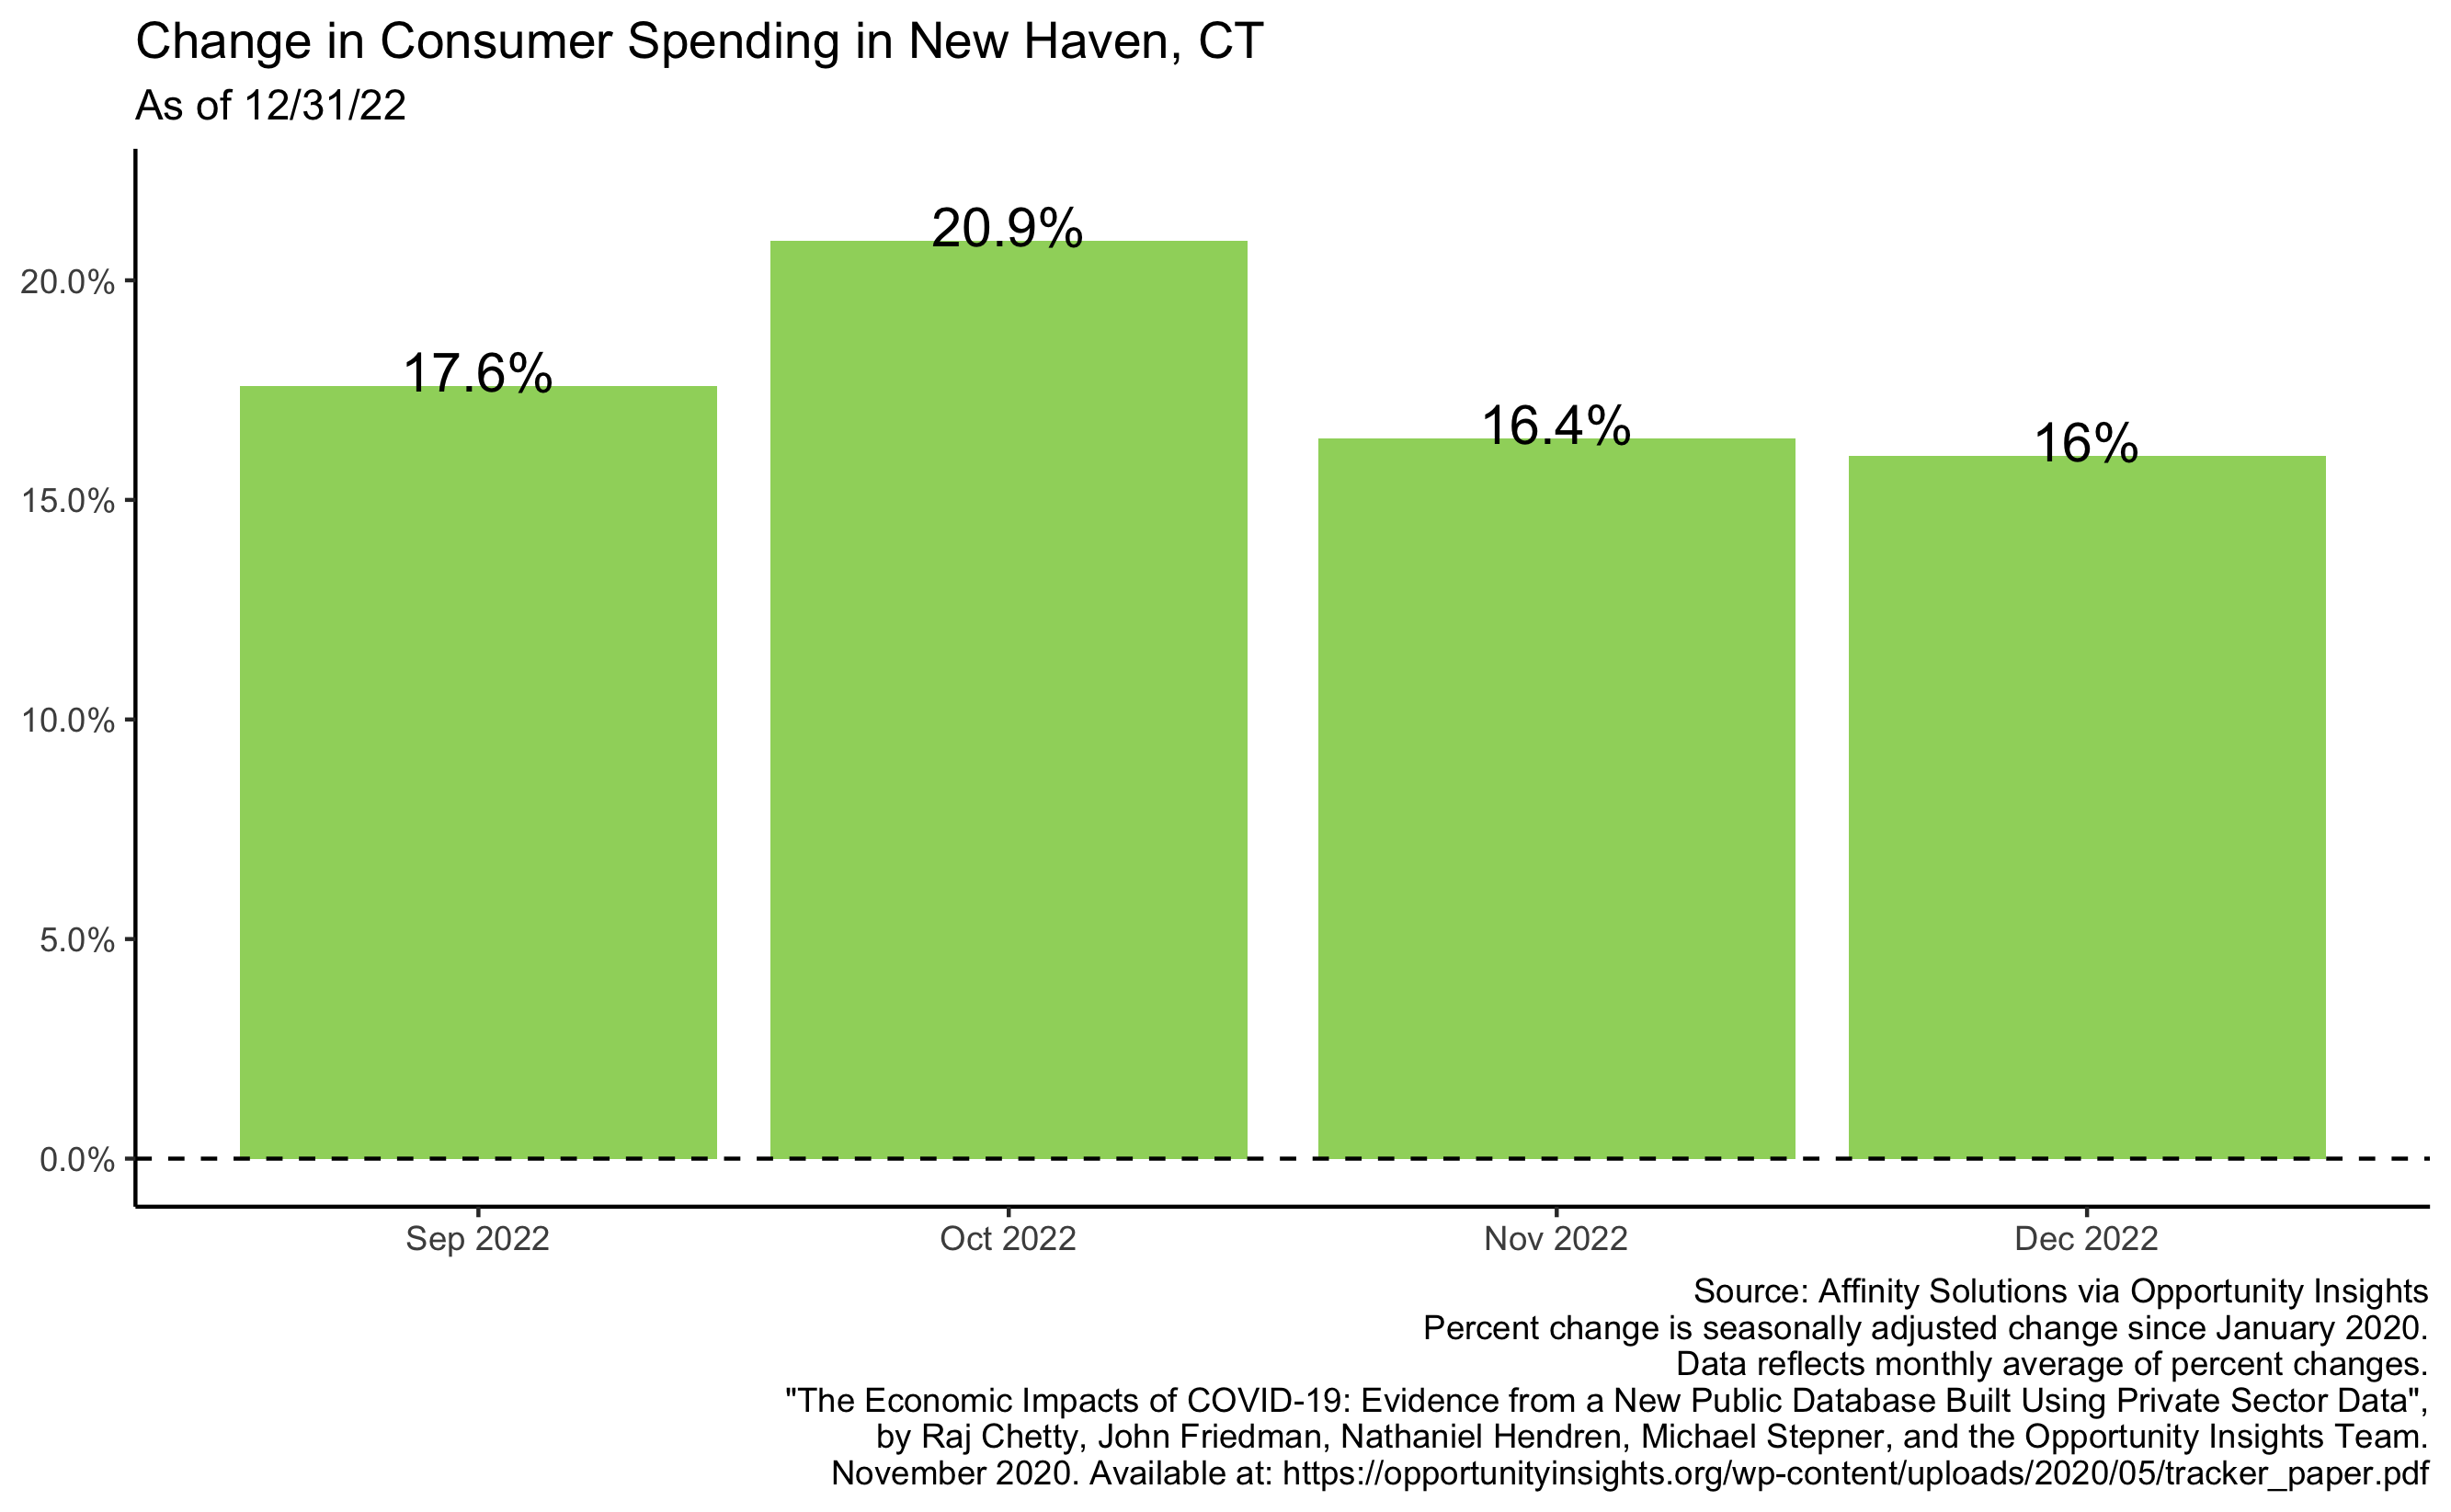 Change in Consumer Spending in New Haven, CT
As of 12/31/22
20.9%
20.0%
17.6%
16.4%
16%
15.0%
10.0%
5.0%
0.0%
Sep 2022 Oct 2022 Nov 2022 Dec 2022
Source: Affinity Solutions via Opportunity Insights
Percent change is seasonally adjusted change since January 2020.
Data reflects monthly average of percent changes.
"The Economic Impacts of COVID-19: Evidence from a New Public Database Built Using Private Sector Data",
by Raj Chetty, John Friedman, Nathaniel Hendren, Michael Stepner, and the Opportunity Insights Team.
November 2020. Available at: https://opportunityinsights.org/wp-content/uploads/2020/05/tracker_paper.pdf